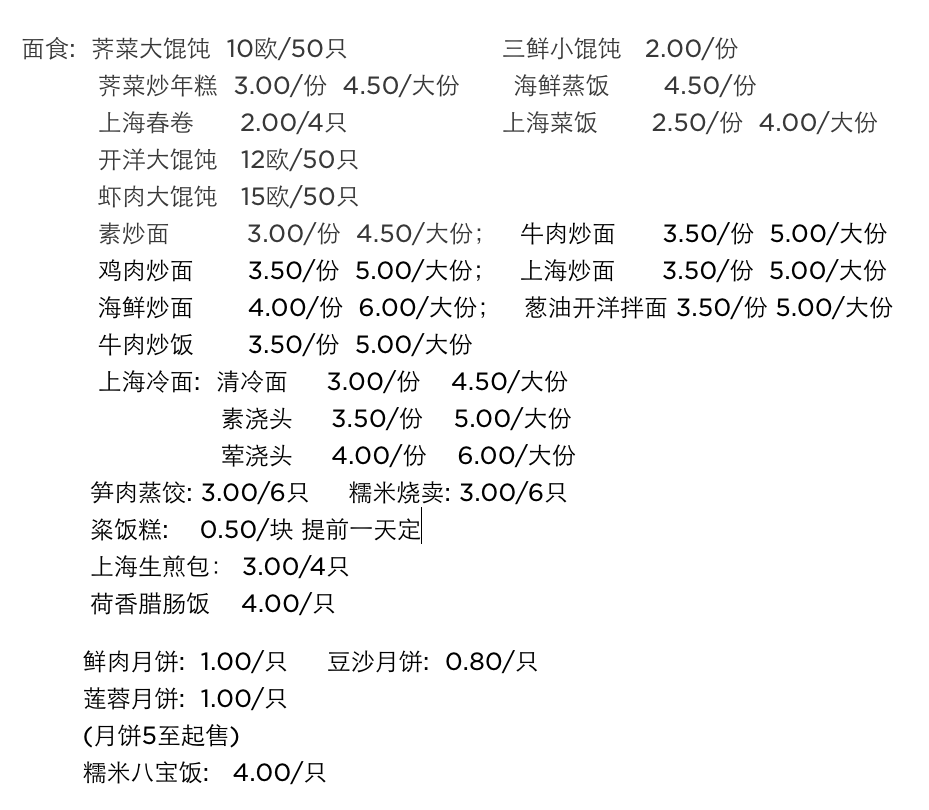 面食: 荠菜大馄饨 10欧/50只 三鲜小馄饨 2.00/份
荠菜炒年糕 3.00/份 4.50/大份 海鲜蒸饭 4.50/份
上海春卷 2.00/4只 上海菜饭 2.50/份 4.00/大份
开洋大馄饨 12欧/50只
虾肉大馄饨 15欧/50只
素炒面 3.00/份 4.50/大份; 牛肉炒面 3.50/份 5.00/大份
鸡肉炒面 3.50/份 5.00/大份; 上海炒面 3.50/份 5.00/大份
海鲜炒面 4.00/份 6.00/大份; 葱油开洋拌面 3.50/份 5.00/大份
牛肉炒饭 3.50/份 5.00/大份
上海冷面: 清冷面 3.00/份 4.50/大份
素浇头 3.50/份 5.00/大份
荤浇头 4.00/份 6.00/大份
笋肉蒸饺: 3.00/6只 糯米烧卖: 3.00/6只
粢饭糕: 0.50/块 提前一天定
上海生煎包: 3.00/4只
荷香腊肠饭 4.00/只
鲜肉月饼: 1.00/只 豆沙月饼: 0.80/只
莲蓉月饼: 1.00/只
(月饼5至起售)
糯米八宝饭: 4.00/只